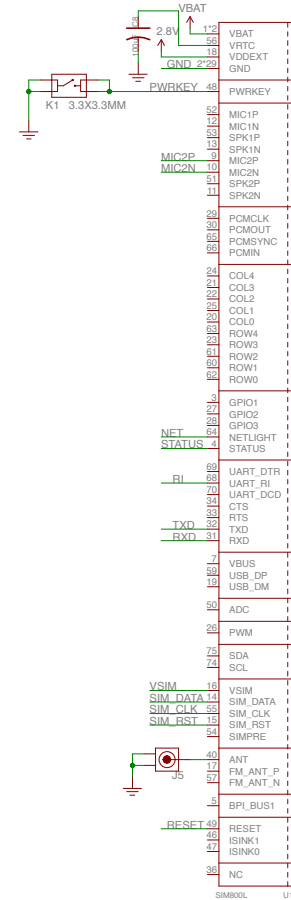 VBAT
C8
100uF
2.8V
1*2 VBAT
56 VRTC
18 VDDEXT
GND 2*29 GND
PWRKEY 48 PWRKEY
K1 3.3X3.3MM
52 MIC1P
12 MIC1N
53 SPK1P
13 SPK1N
MIC2P 9 MIC2P
MIC2N 10 MIC2N
51 SPK2P
11 SPK2N
29 PCMCLK
30 PCMOUT
65 PCMSYNC
66 PCMIN
24 COL4
21 COL3
22 COL2
25 COL1
20 COL0
63 ROW4
23 ROW3
61 ROW2
60 ROW1
62 ROW0
3 GPIO1
27 GPIO2
28 GPIO3
NET 64 NETLIGHT
STATUS 4 STATUS
69 UART_DTR
RI 68 UART_RI
70 UART_DCD
34 CTS
33 RTS
TXD 32 TXD
RXD 31 RXD
7 VBUS
59 USB_DP
19 USB_DM
50 ADC
26 PWM
75 SDA
74 SCL
VSIM 16 VSIM
SIM_DATA 14 SIM_DATA
SIM_CLK 55 SIM_CLK
SIM_RST 15 SIM_RST
54 SIMPRE
40 ANT
17 FM_ANT_P
57 FM_ANT_N
J5
5 BPI_BUS1
RESET 49 RESET
46 ISINK1
47 ISINK0
36 NC
SIM800L